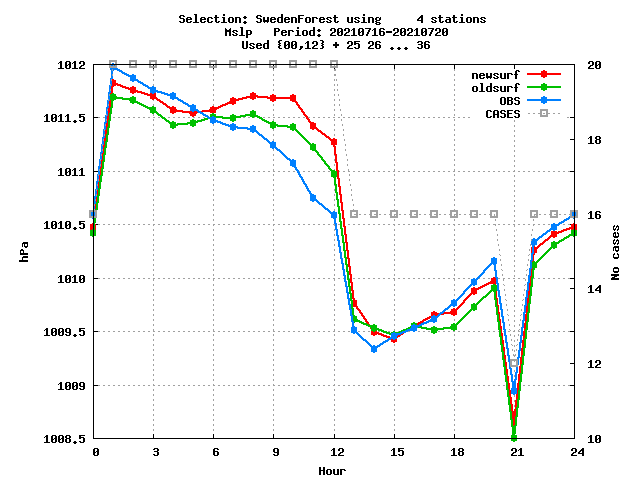 Selection: SwedenForest using     4 stations
Mslp   Period: 20210716-20210720
Used {00,12} + 25 26 ... 36
1012
1011.5
1011
1010.5
1010
1009.5
1009
1008.5
20
18
16
14
12
10
newsurf
oldsurf
OBS
CASES
hPa
No cases
0 3 6 9 12 15 18 21 24
Hour